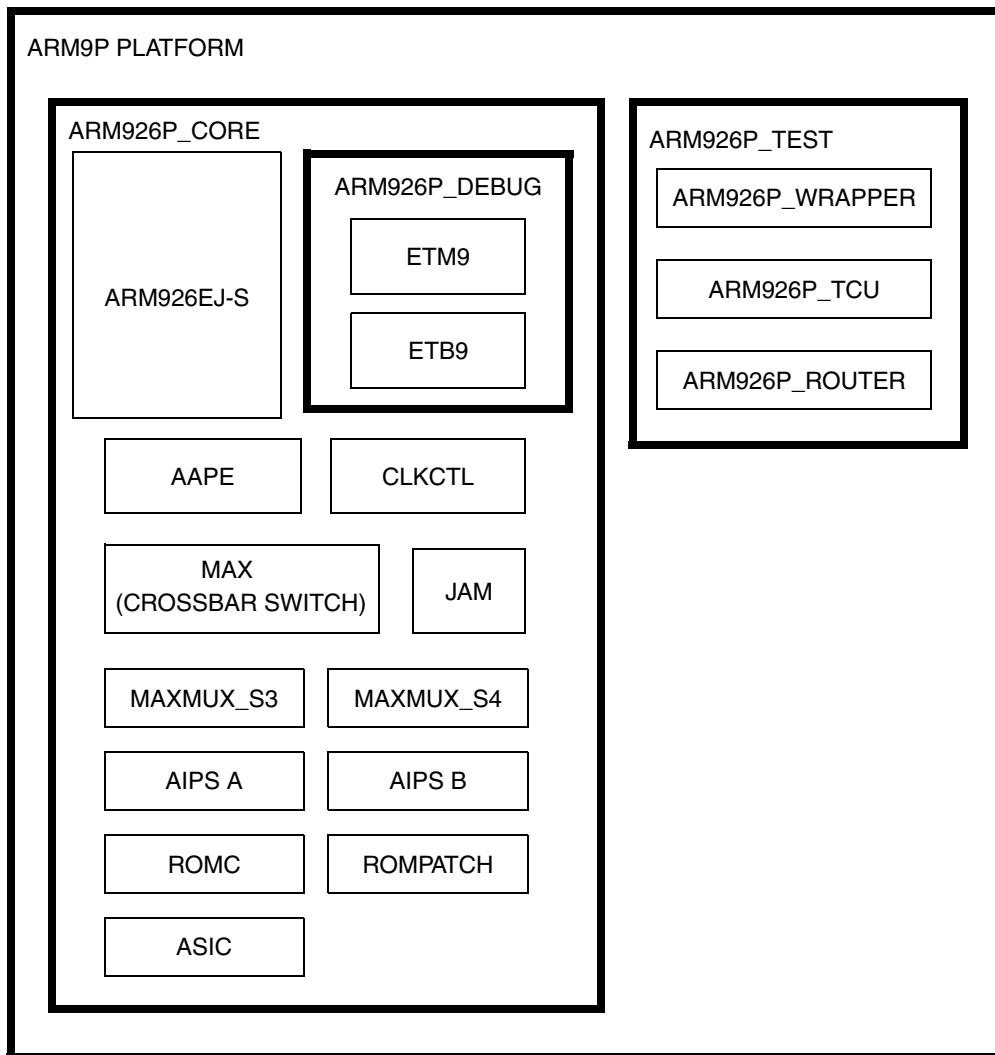 ARM9P PLATFORM
ARM926P_CORE
ARM926EJ-S
ARM926P_DEBUG
ETM9
ETB9
AAPE
CLKCTL
MAX
(CROSSBAR SWITCH)
JAM
MAXMUX_S3
MAXMUX_S4
AIPS A
AIPS B
ROMC
ROMPATCH
ASIC
ARM926P_TEST
ARM926P_WRAPPER
ARM926P_TCU
ARM926P_ROUTER